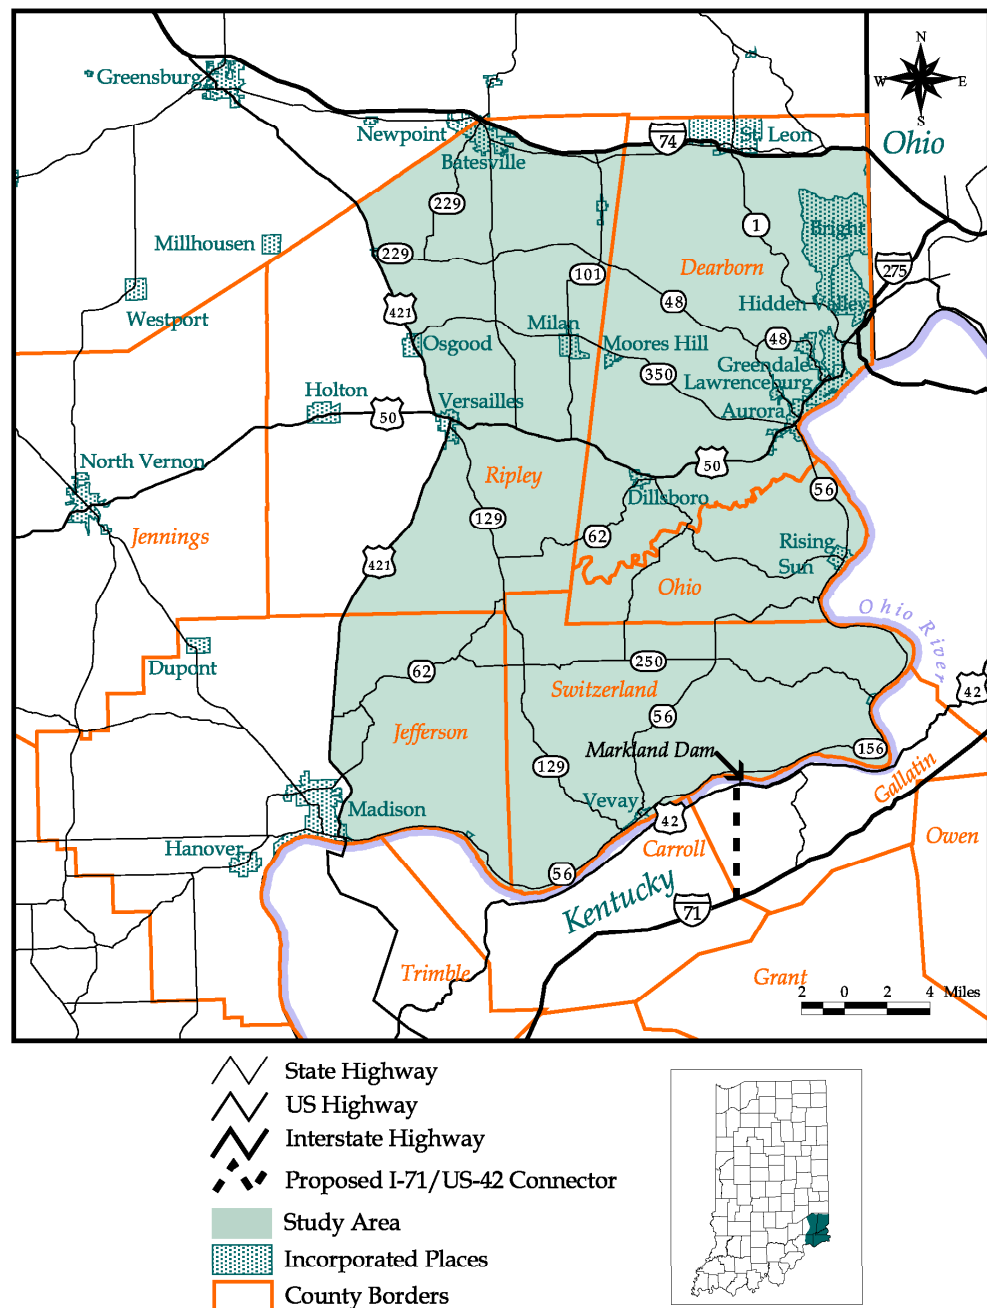 N
W E
S
Greensburg
Newpoint
Batesville
74
St. Leon
Ohio
229
1
Bright
Millhousen
229
101
Dearborn
275
48
Hidden Valley
Westport
421
Milan
48
Osgood
Moores Hill
Greendale
350
Lawrenceburg
Holton
50
Versailles
Aurora
North Vernon
Ripley
50
56
Dillsboro
129
62
Jennings
Rising
Sun
421
Ohio
Ohio River
Dupont
62
250
Switzerland
42
56
Jefferson
Markland Dam
156
129
Gallatin
Vevay
Madison
42
Owen
Hanover
Carroll
56
Kentucky
71
Trimble
Grant
2 0 2 4 Miles
State Highway
US Highway
Interstate Highway
Proposed I-71/US-42 Connector
Study Area
Incorporated Places
County Borders